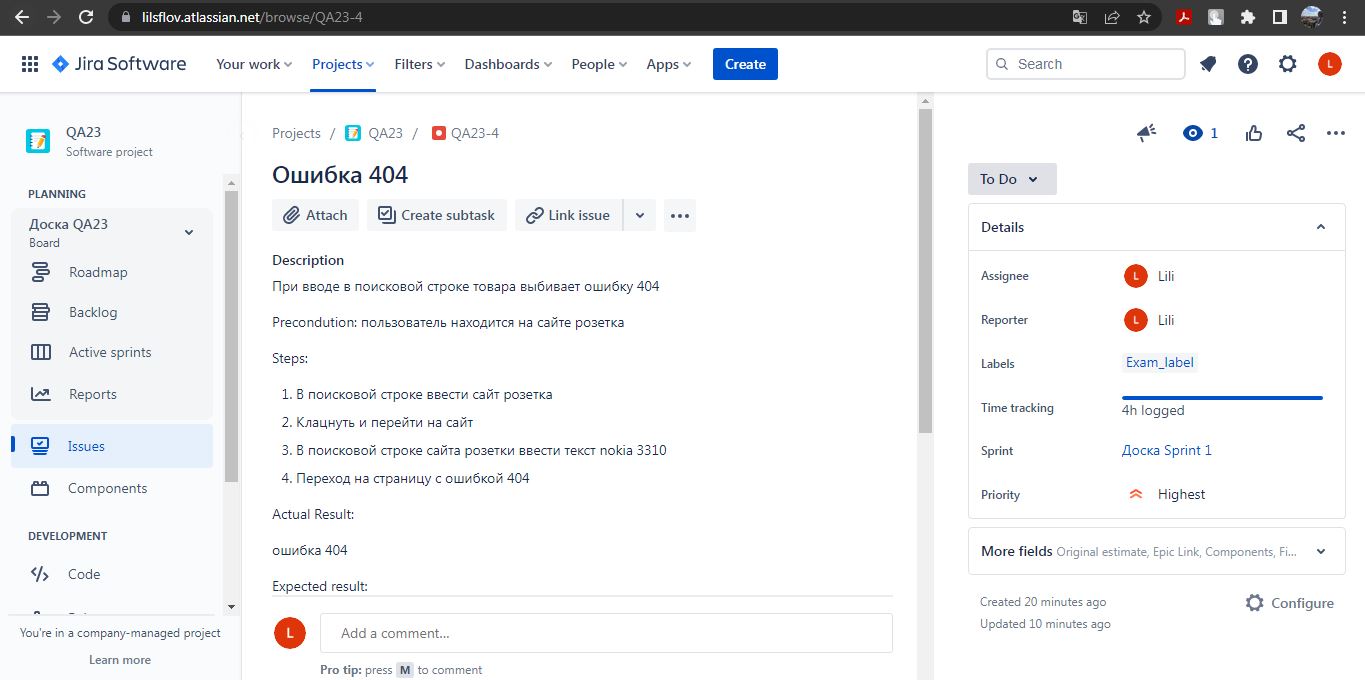 lilsflov.atlassian.net/browse/QA23-4
Jira Software
Your work
Projects
Filters
Dashboards
People
Apps
Create
Search
L
QA23
Software project
PLANNING
Доска QA23
Board
Roadmap
Backlog
Active sprints
Reports
Issues
Components
DEVELOPMENT
Code
You're in a company-managed project
Learn more
Projects / QA23 / QA23-4
Ошибка 404
Attach
Create subtask
Link issue
Description
При вводе в поисковой строке товара выбивает ошибку 404
Precondution: пользователь находится на сайте розетка
Steps:
1. В поисковой строке ввести сайт розетка
2. Клацнуть и перейти на сайт
3. В поисковой строке сайта розетки ввести текст nokia 3310
4. Переход на страницу с ошибкой 404
Actual Result:
ошибка 404
Expected result:
L
Add a comment...
Pro tip: press M to comment
1
To Do
Details
Assignee
L Lili
Reporter
L Lili
Labels
Exam_label
Time tracking
4h logged
Sprint
Доска Sprint 1
Priority
Highest
More fields Original estimate, Epic Link, Components, Fi...
Created 20 minutes ago
Updated 10 minutes ago
Configure